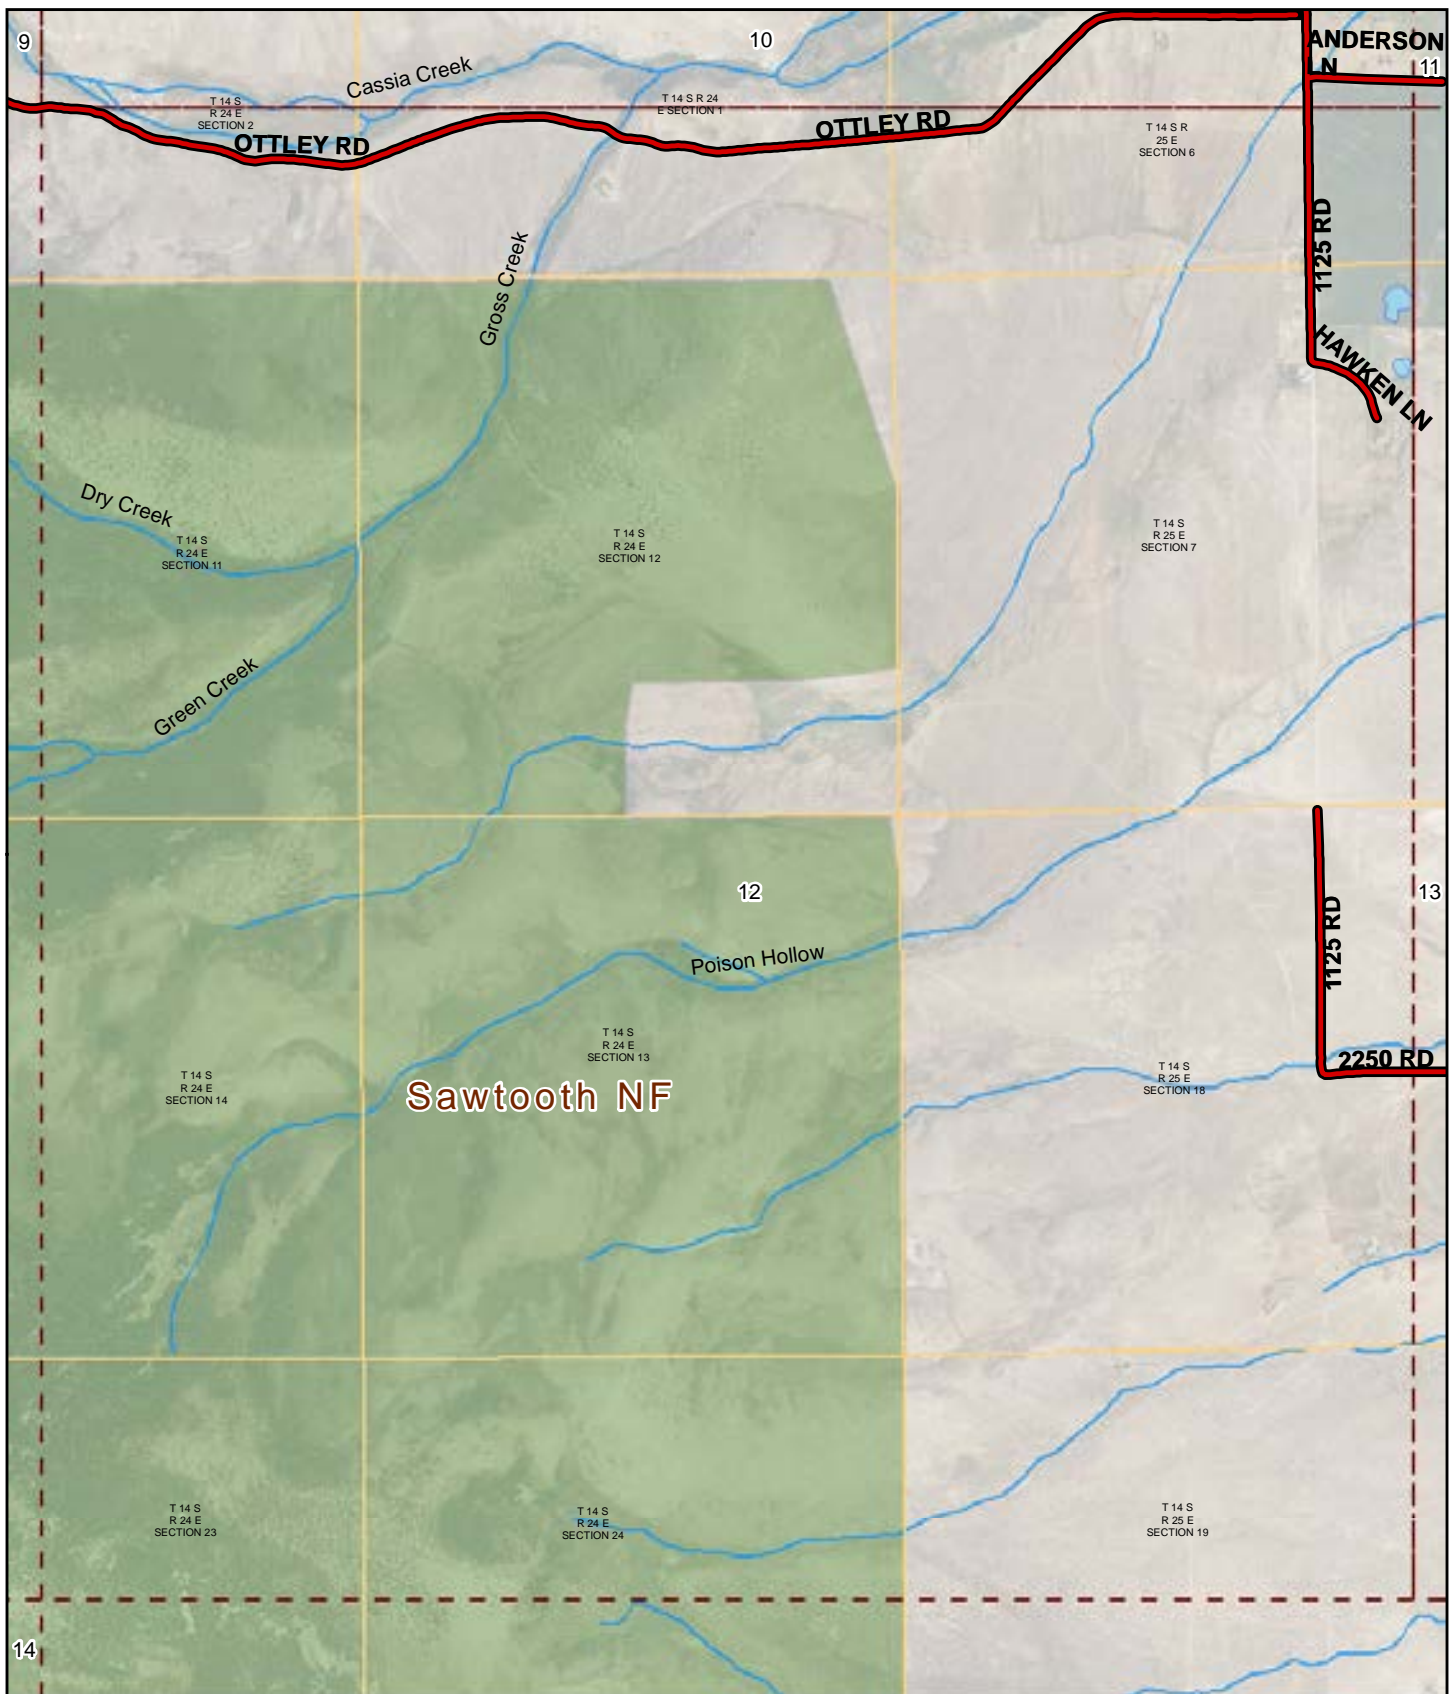 9
10
ANDERSON
LN
11
Cassia Creek
T 14 S
R 24 E
SECTION 2
T 14 S R 24
E SECTION 1
OTTLEY RD
OTTLEY RD
T 14 S R
25 E
SECTION 6
1125 RD
Gross Creek
HAWKEN LN
Dry Creek
T 14 S
R 24 E
SECTION 11
T 14 S
R 24 E
SECTION 12
T 14 S
R 25 E
SECTION 7
Green Creek
12
13
1125 RD
Poison Hollow
T 14 S
R 24 E
SECTION 13
2250 RD
T 14 S
R 24 E
SECTION 14
Sawtooth NF
T 14 S
R 25 E
SECTION 18
T 14 S
R 24 E
SECTION 23
T 14 S
R 24 E
SECTION 24
T 14 S
R 25 E
SECTION 19
14